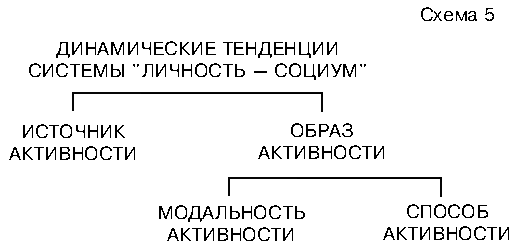 Схема 5
ДИНАМИЧЕСКИЕ ТЕНДЕНЦИИ
СИСТЕМЫ "ЛИЧНОСТЬ – СОЦИУМ"
ИСТОЧНИК
АКТИВНОСТИ
ОБРАЗ
АКТИВНОСТИ
МОДАЛЬНОСТЬ
АКТИВНОСТИ
СПОСОБ
АКТИВНОСТИ